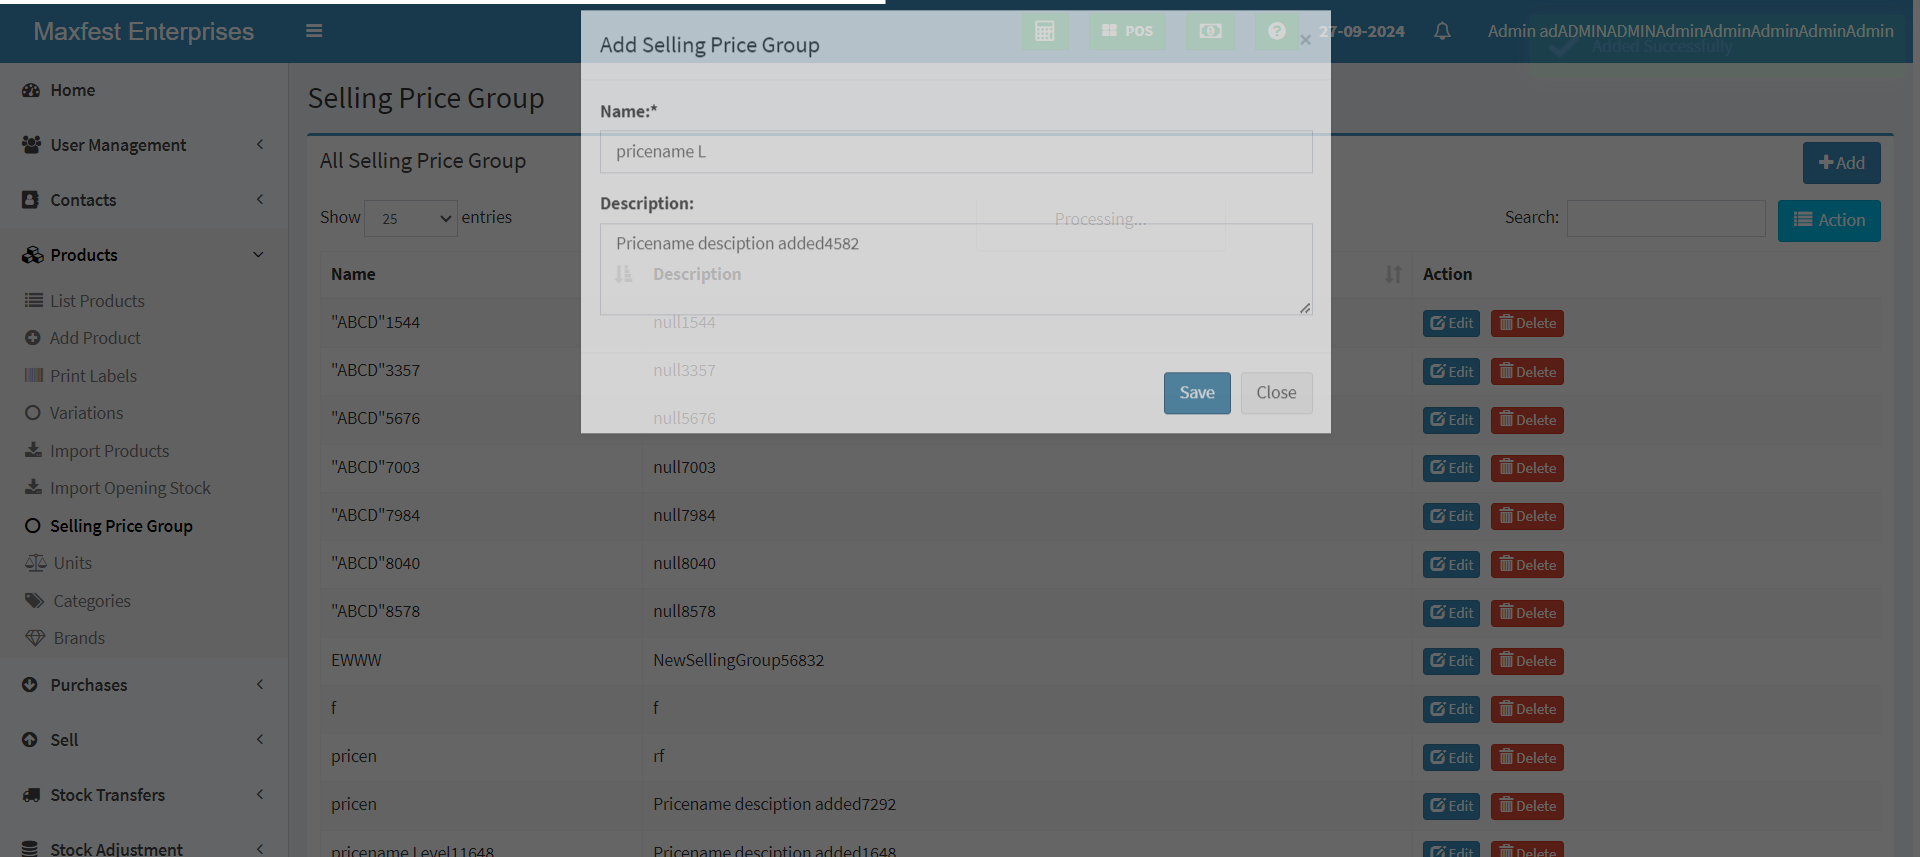 Maxfest Enterprises
POS
27-09-2024
Admin adADMINADMINAdminAdminAdminAdminAdmin
Added Successfully
Add Selling Price Group
×
Name:*
pricename L
Description:
Pricename desciption added4582
Save
Close
Home
User Management
Contacts
Products
List Products
Add Product
Print Labels
Variations
Import Products
Import Opening Stock
Selling Price Group
Units
Categories
Brands
Purchases
Sell
Stock Transfers
Stock Adjustment
Selling Price Group
All Selling Price Group
Add
Show 25 entries
Processing...
Search:
Action
Name Description Action
"ABCD"1544 null1544 Edit Delete
"ABCD"3357 null3357 Edit Delete
"ABCD"5676 null5676 Edit Delete
"ABCD"7003 null7003 Edit Delete
"ABCD"7984 null7984 Edit Delete
"ABCD"8040 null8040 Edit Delete
"ABCD"8578 null8578 Edit Delete
EWWW NewSellingGroup56832 Edit Delete
f f Edit Delete
pricen rf Edit Delete
pricen Pricename desciption added7292 Edit Delete
pricename Level11648 Pricename desciption added1648 Edit Delete